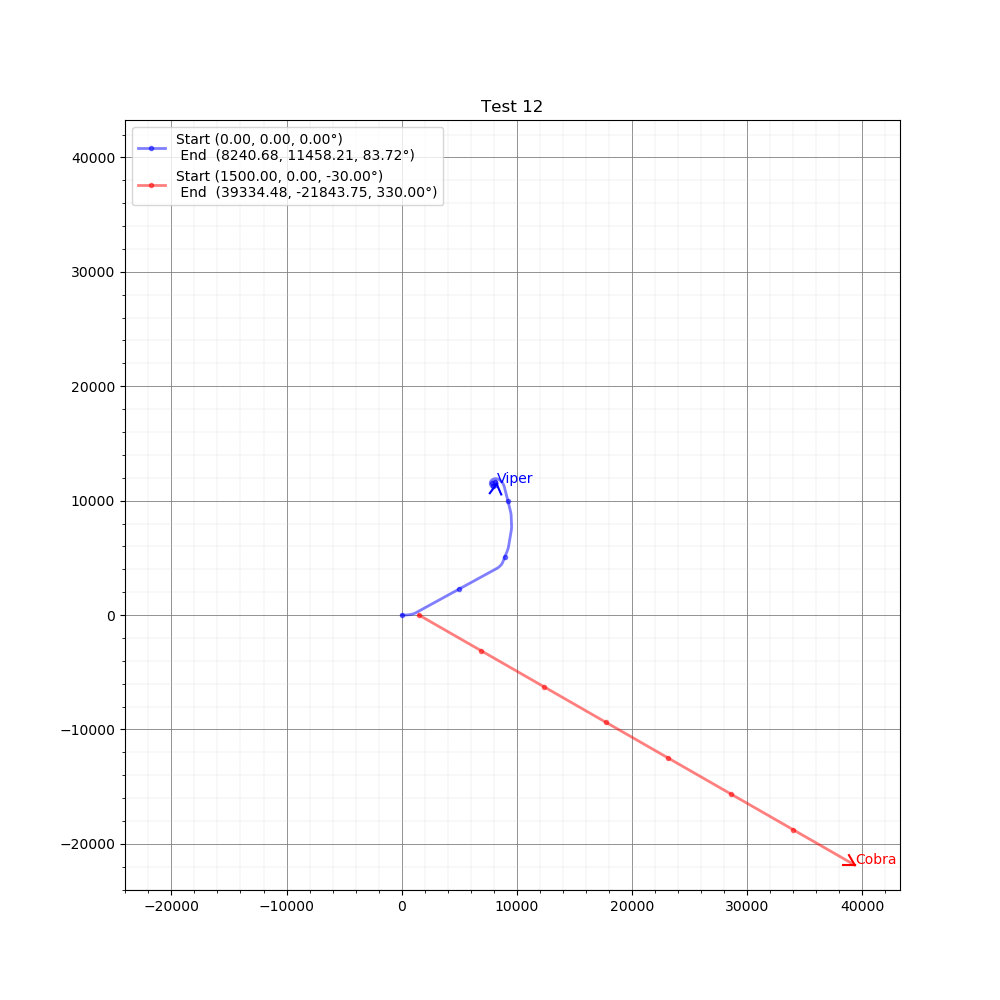 Test 12
Start (0.00, 0.00, 0.00°)
End (8240.68, 11458.21, 83.72°)
Start (1500.00, 0.00, -30.00°)
End (39334.48, -21843.75, 330.00°)
40000
30000
20000
10000
0
−10000
−20000
Viper
Cobra
−20000 −10000 0 10000 20000 30000 40000